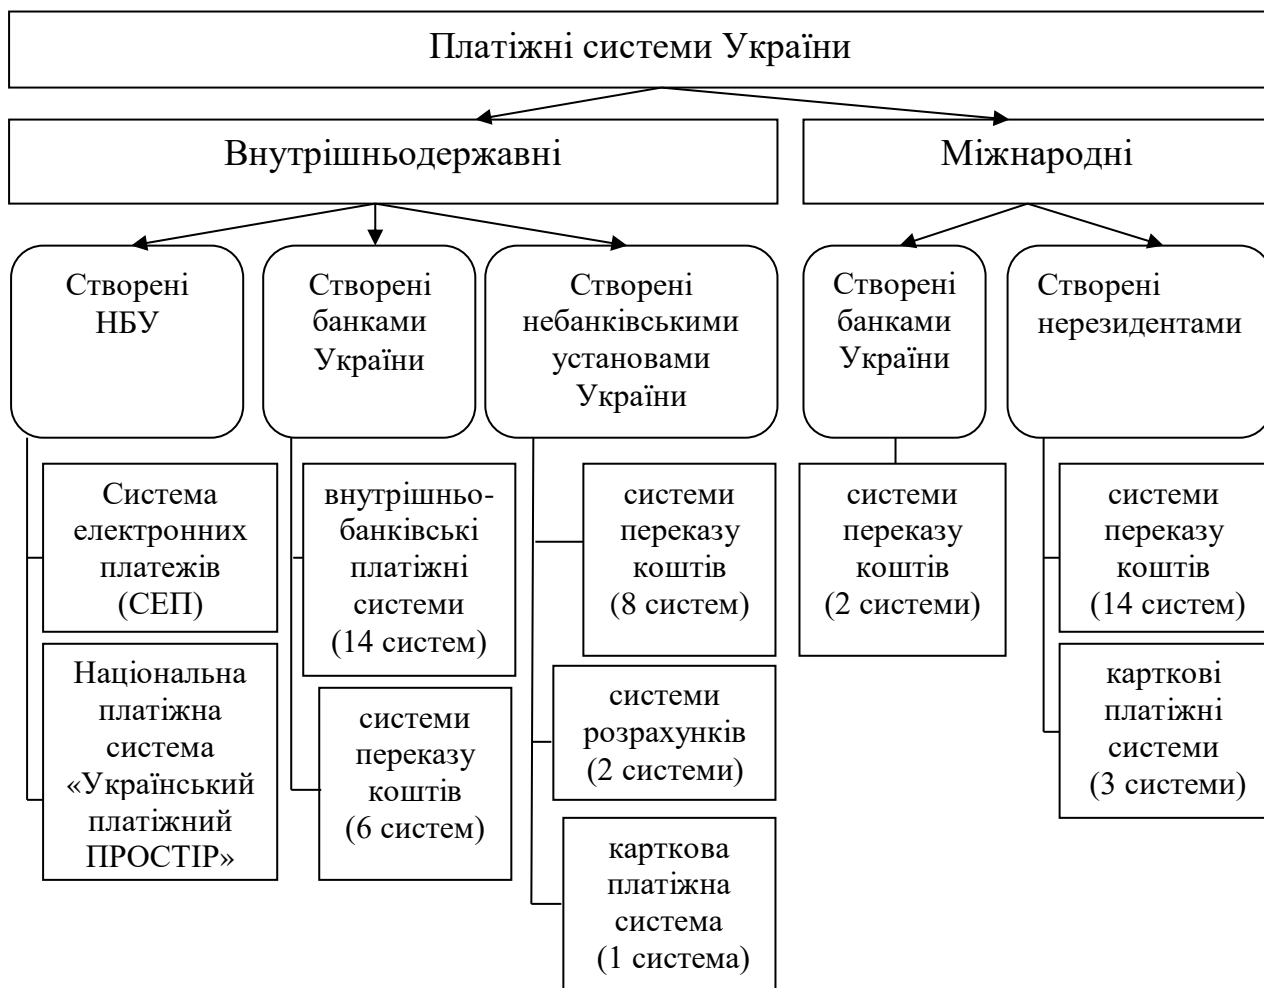 Платіжні системи України
Внутрішньодержавні
Міжнародні
Створені
НБУ
Створені
банками
України
Створені
небанківськими
установами
України
Створені
банками
України
Створені
нерезидентами
Система
електронних
платежів
(СЕП)
Національна
платіжна
система
«Український
платіжний
ПРОСТІР»
внутрішньо-
банківські
платіжні
системи
(14 систем)
системи
переказу
коштів
(6 систем)
системи
переказу
коштів
(8 систем)
системи
розрахунків
(2 системи)
карткова
платіжна
система
(1 система)
системи
переказу
коштів
(2 системи)
системи
переказу
коштів
(14 систем)
карткові
платіжні
системи
(3 системи)